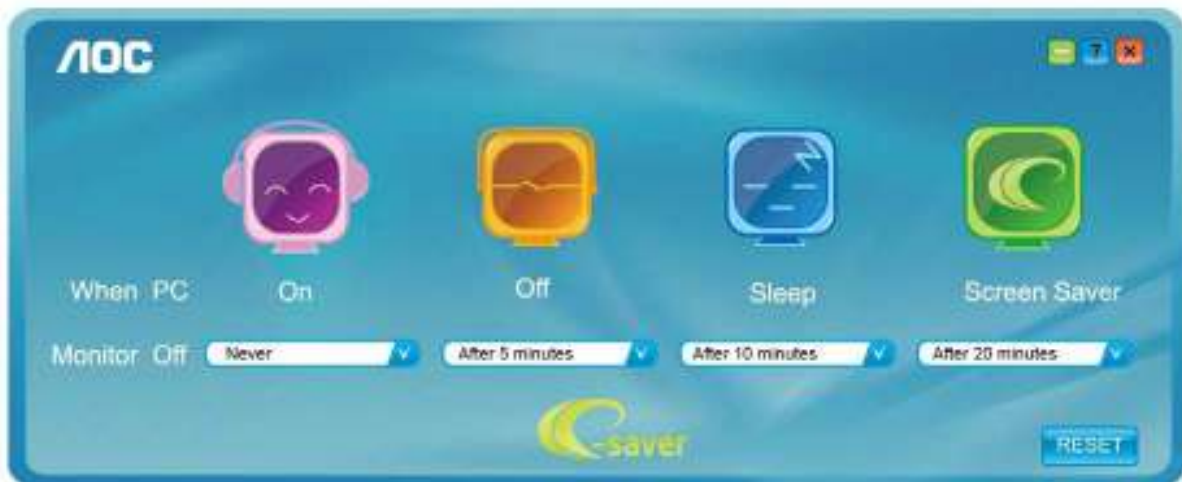 AOC
?
When PC On Off Sleep Screen Saver
Monitor Off Never After 5 minutes After 10 minutes After 20 minutes
e-saver
RESET